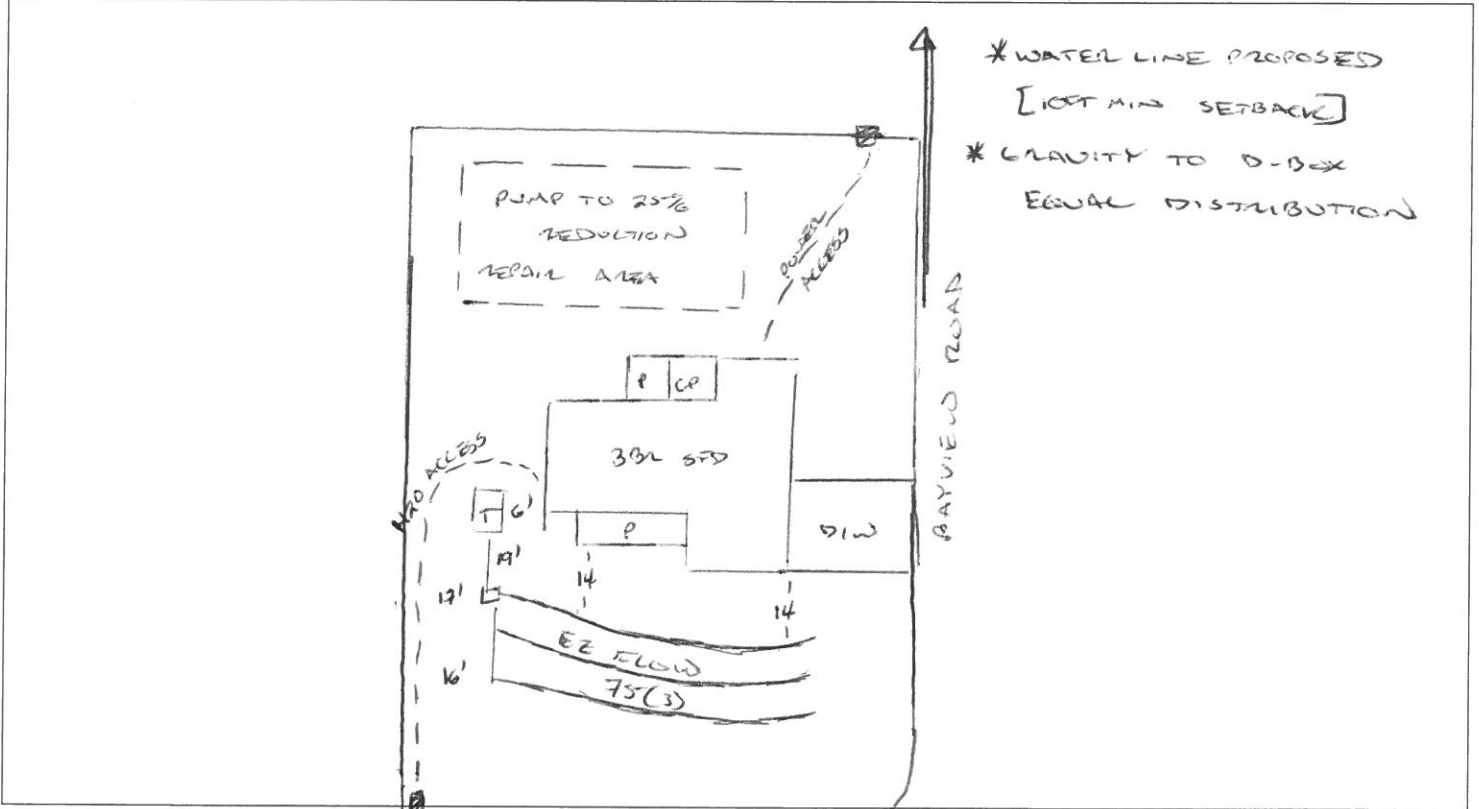 * WATER LINE PROPOSED
[10FT MIN SETBACK]
* GRAVITY TO D-BOX
EQUAL DISTRIBUTION
PUMP TO 25%
REDUCTION
REPAIR AREA
POWER
ACCESS
BAYVIEW ROAD
P
CP
3BR SFD
H20 ACCESS
T
6'
P
D/W
19'
14
17'
14
EZ FLOW
16'
75(3)